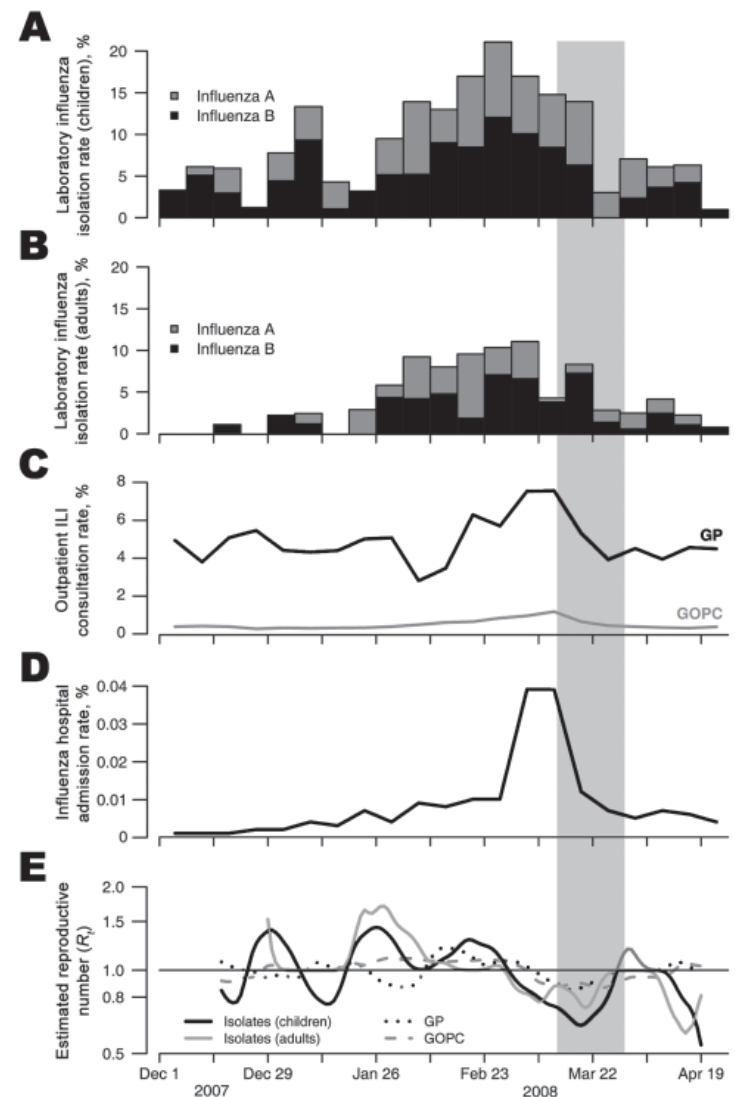 A
Laboratory influenza
isolation rate (children), %
20
15
10
5
0
Influenza A
Influenza B
B
Laboratory influenza
isolation rate (adults), %
20
15
10
5
0
Influenza A
Influenza B
C
Outpatient ILI
consultation rate, %
8
6
4
2
0
GP
GOPC
D
Influenza hospital
admission rate, %
0.04
0.03
0.02
0.01
0
E
Estimated reproductive
number (Rt)
2.0
1.5
1.0
0.8
0.5
Isolates (children)
Isolates (adults)
GP
GOPC
Dec 1 Dec 29 Jan 26 Feb 23 Mar 22 Apr 19
2007 2008